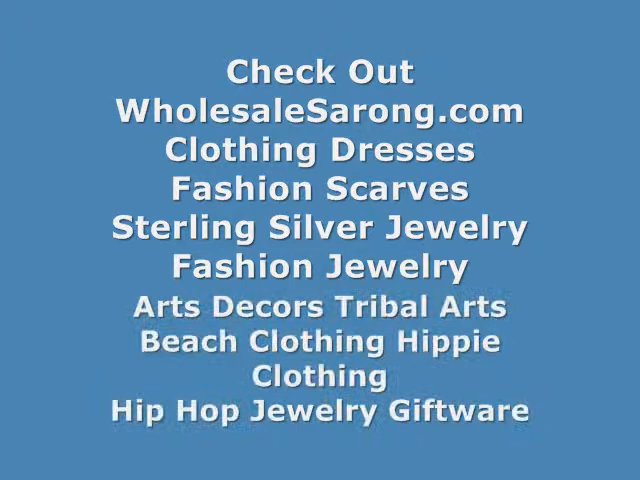 Check Out
WholesaleSarong.com
Clothing Dresses
Fashion Scarves
Sterling Silver Jewelry
Fashion Jewelry
Arts Decors Tribal Arts
Beach Clothing Hippie
Clothing
Hip Hop Jewelry Giftware